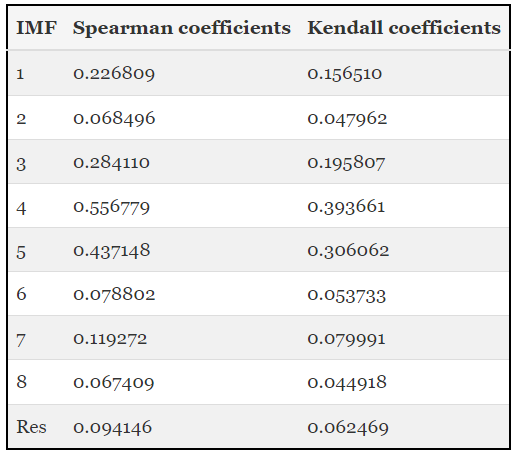 IMF Spearman coefficients Kendall coefficients
1 0.226809 0.156510
2 0.068496 0.047962
3 0.284110 0.195807
4 0.556779 0.393661
5 0.437148 0.306062
6 0.078802 0.053733
7 0.119272 0.079991
8 0.067409 0.044918
Res 0.094146 0.062469